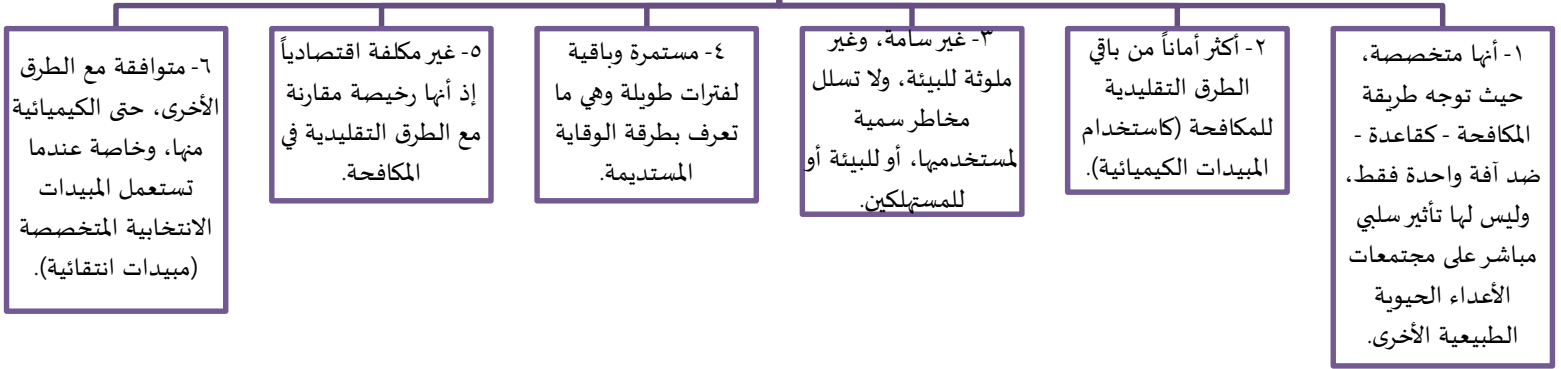 ١- أنها متخصصة،
حيث توجه طريقة
المكافحة - كقاعدة -
ضد آفة واحدة فقط،
وليس لها تأثير سلبي
مباشر على مجتمعات
الأعداء الحيوية
الطبيعية الأخرى.
٢- أكثر أماناً من باقي
الطرق التقليدية
للمكافحة (كاستخدام
المبيدات الكيميائية).
٣- غير سامة، وغير
ملوثة للبيئة، ولا تسلل
مخاطر سمية
لمستخدميها، أو للبيئة أو
للمستهلكين.
٤- مستمرة وباقية
لفترات طويلة وهي ما
تعرف بطرقة الوقاية
المستديمة.
٥- غير مكلفة اقتصادياً
إذ أنها رخيصة مقارنة
مع الطرق التقليدية في
المكافحة.
٦- متوافقة مع الطرق
الأخرى، حتى الكيميائية
منها، وخاصة عندما
تستعمل المبيدات
الانتخابية المتخصصة
(مبيدات انتقائية).